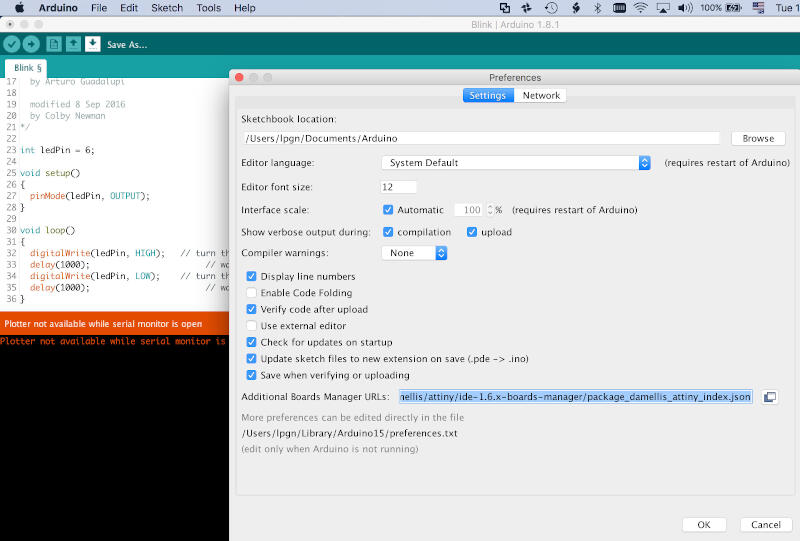 Arduino File Edit Sketch Tools Help 100% Tue 1
Blink | Arduino 1.8.1
Save As...
Blink §
17 by Arturo Guadalupi
18
19 modified 8 Sep 2016
20 by Colby Newman
21 */
22
23 int ledPin = 6;
24
25 void setup()
26 {
27 pinMode(ledPin, OUTPUT);
28 }
29
30 void loop()
31 {
32 digitalWrite(ledPin, HIGH); // turn th
33 delay(1000); // wa
34 digitalWrite(ledPin, LOW); // turn th
35 delay(1000); // wa
36 }
Plotter not available while serial monitor is open
Plotter not available while serial monitor is
Preferences
Settings Network
Sketchbook location:
/Users/lpgn/Documents/Arduino Browse
Editor language: System Default (requires restart of Arduino)
Editor font size: 12
Interface scale: Automatic 100 % (requires restart of Arduino)
Show verbose output during: compilation upload
Compiler warnings: None
Display line numbers
Enable Code Folding
Verify code after upload
Use external editor
Check for updates on startup
Update sketch files to new extension on save (.pde -> .ino)
Save when verifying or uploading
Additional Boards Manager URLs: mellis/attiny/ide-1.6.x-boards-manager/package_damellis_attiny_index.json
More preferences can be edited directly in the file
/Users/lpgn/Library/Arduino15/preferences.txt
(edit only when Arduino is not running)
OK Cancel